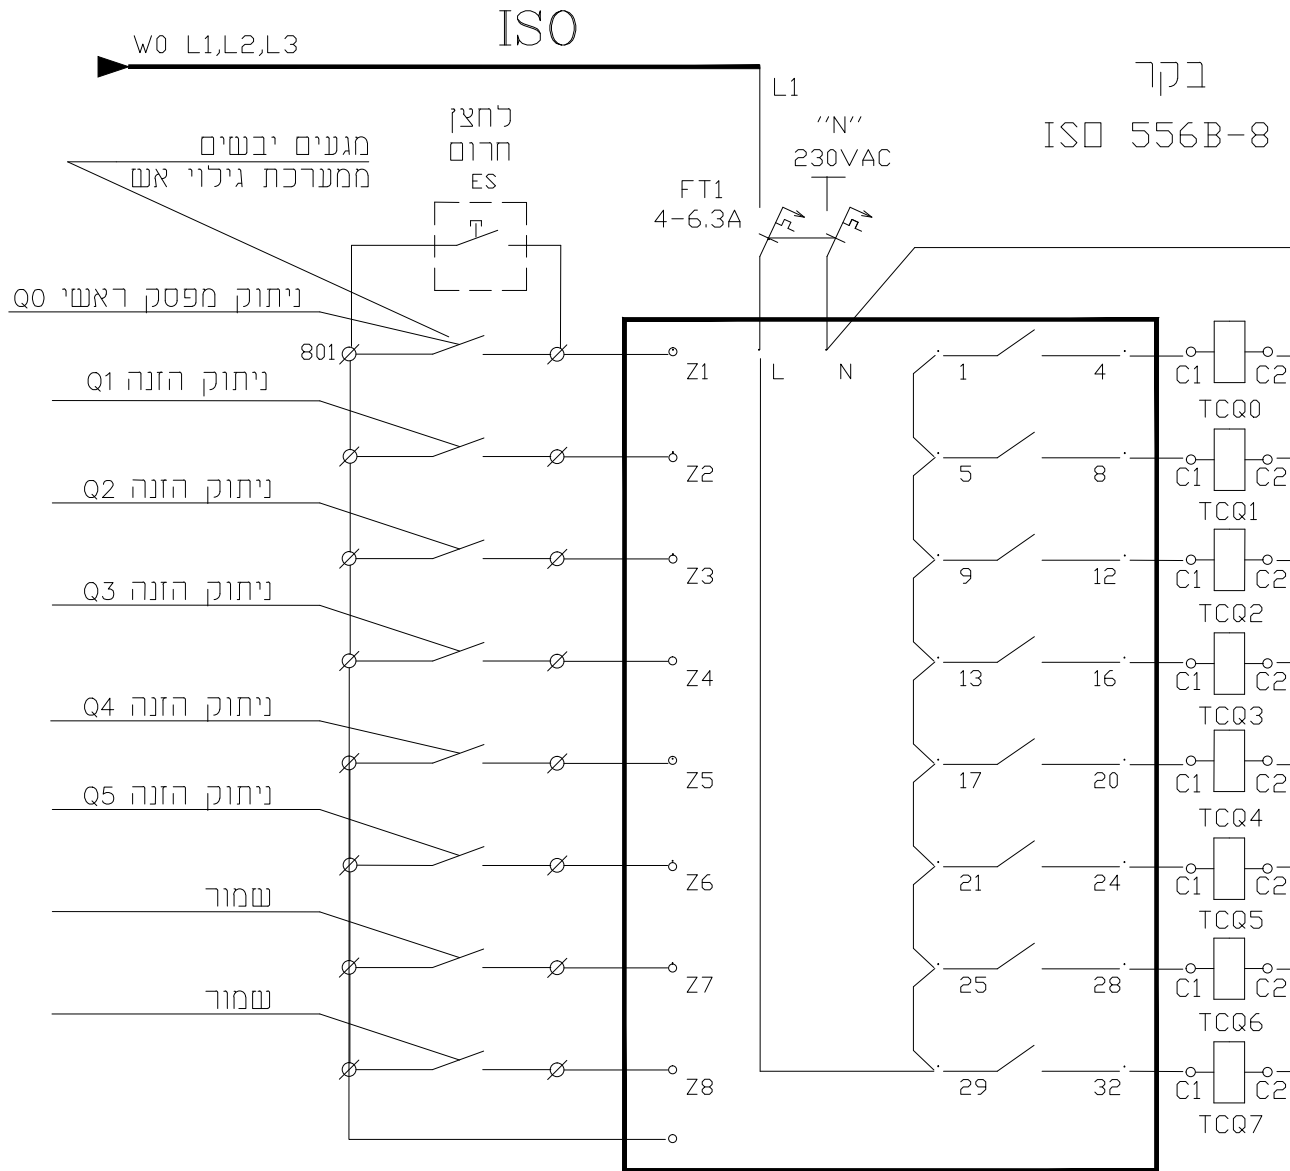 ISO
W0 L1,L2,L3
L1
בקר
ISO 556B-8
לחצן
חרום
ES
"N"
230VAC
FT1
4-6.3A
מגעים יבשים
ממערכת גילוי אש
ניתוק מפסק ראשי Q0
801
Z1
L
N
1
4
C1
C2
TCQ0
ניתוק הזנה Q1
Z2
5
8
C1
C2
TCQ1
ניתוק הזנה Q2
Z3
9
12
C1
C2
TCQ2
ניתוק הזנה Q3
Z4
13
16
C1
C2
TCQ3
ניתוק הזנה Q4
Z5
17
20
C1
C2
TCQ4
ניתוק הזנה Q5
Z6
21
24
C1
C2
TCQ5
שמור
Z7
25
28
C1
C2
TCQ6
שמור
Z8
29
32
C1
C2
TCQ7